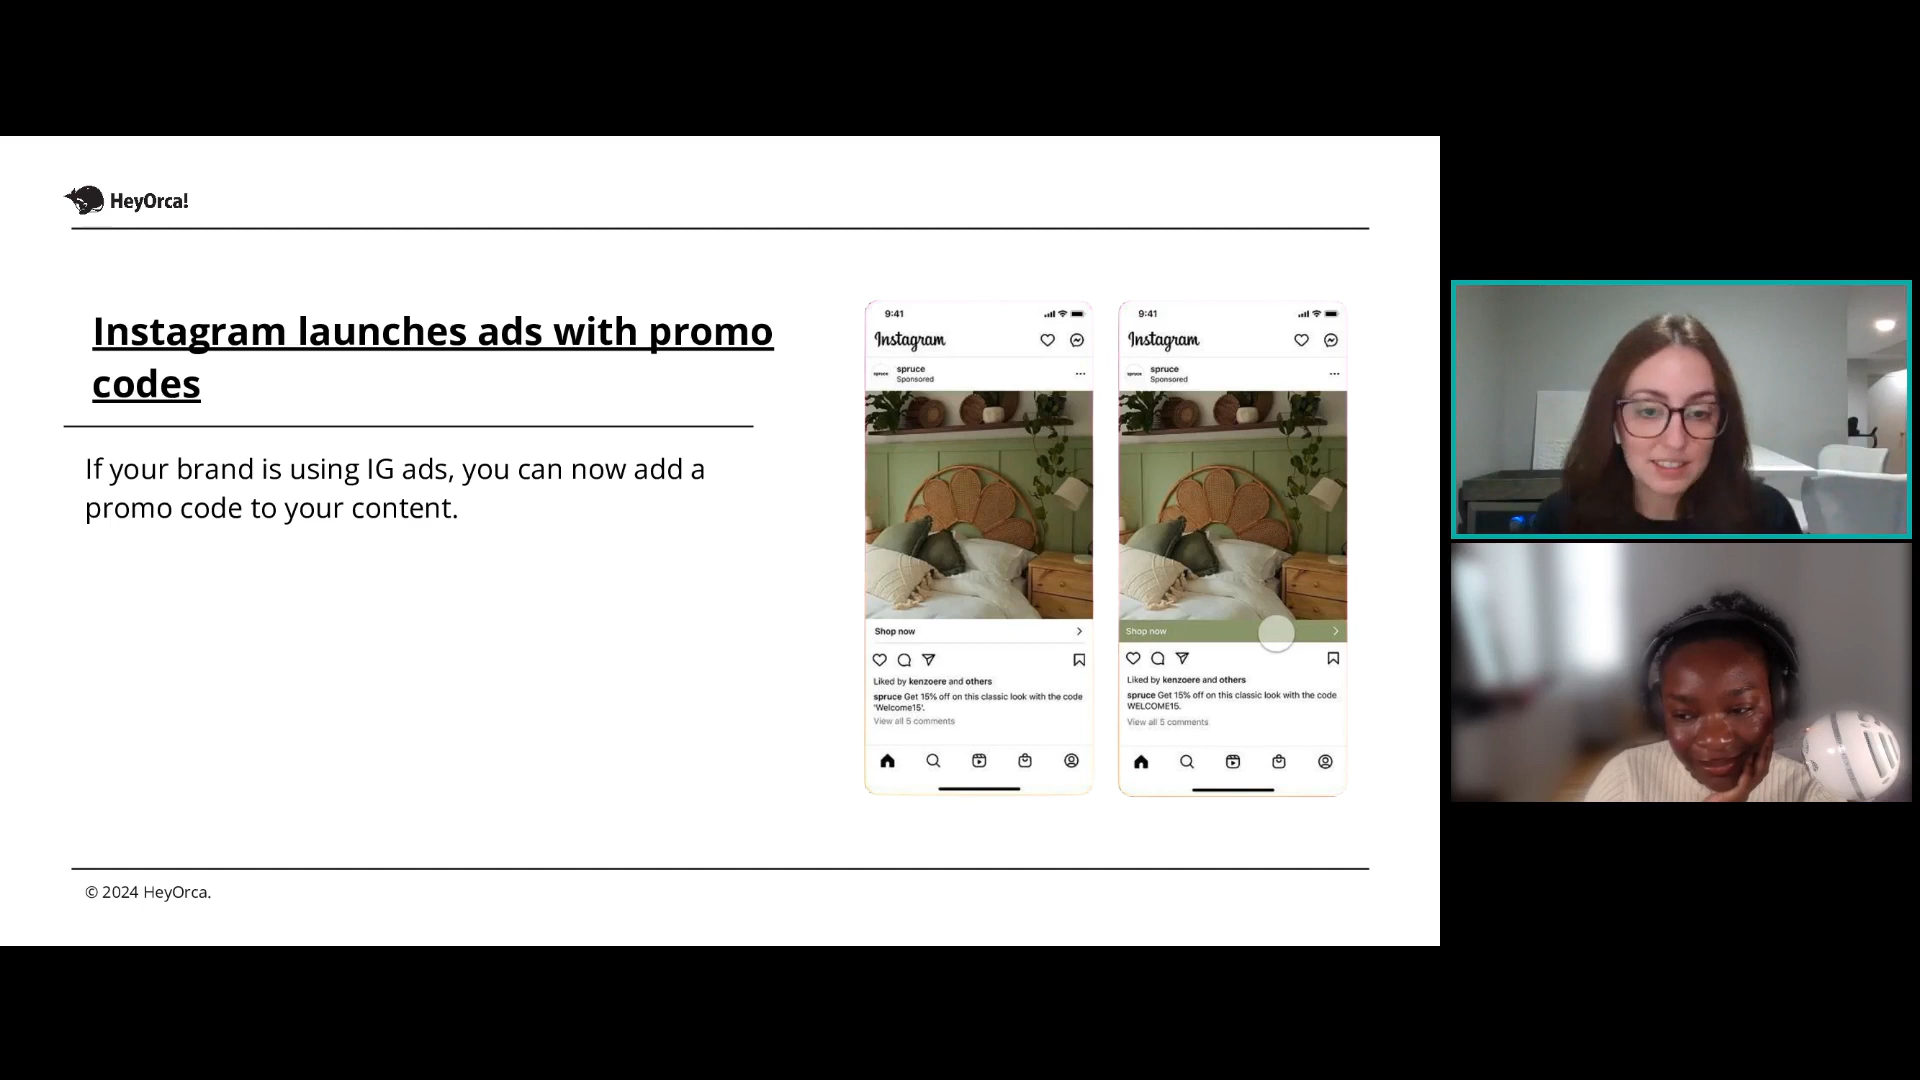 HeyOrca!
Instagram launches ads with promo
codes
If your brand is using IG ads, you can now add a
promo code to your content.
9:41
Instagram
spruce
spruce
Sponsored
Shop now
Liked by kenzoere and others
spruce Get 15% off on this classic look with the code
'Welcome15'.
View all 5 comments
9:41
Instagram
spruce
spruce
Sponsored
Shop now
Liked by kenzoere and others
spruce Get 15% off on this classic look with the code
WELCOME15.
View all 5 comments
© 2024 HeyOrca.